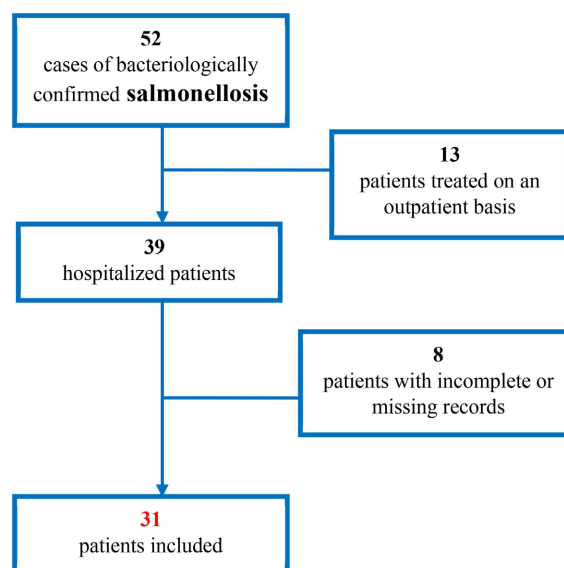 52
cases of bacteriologically
confirmed salmonellosis
13
patients treated on an
outpatient basis
39
hospitalized patients
8
patients with incomplete or
missing records
31
patients included